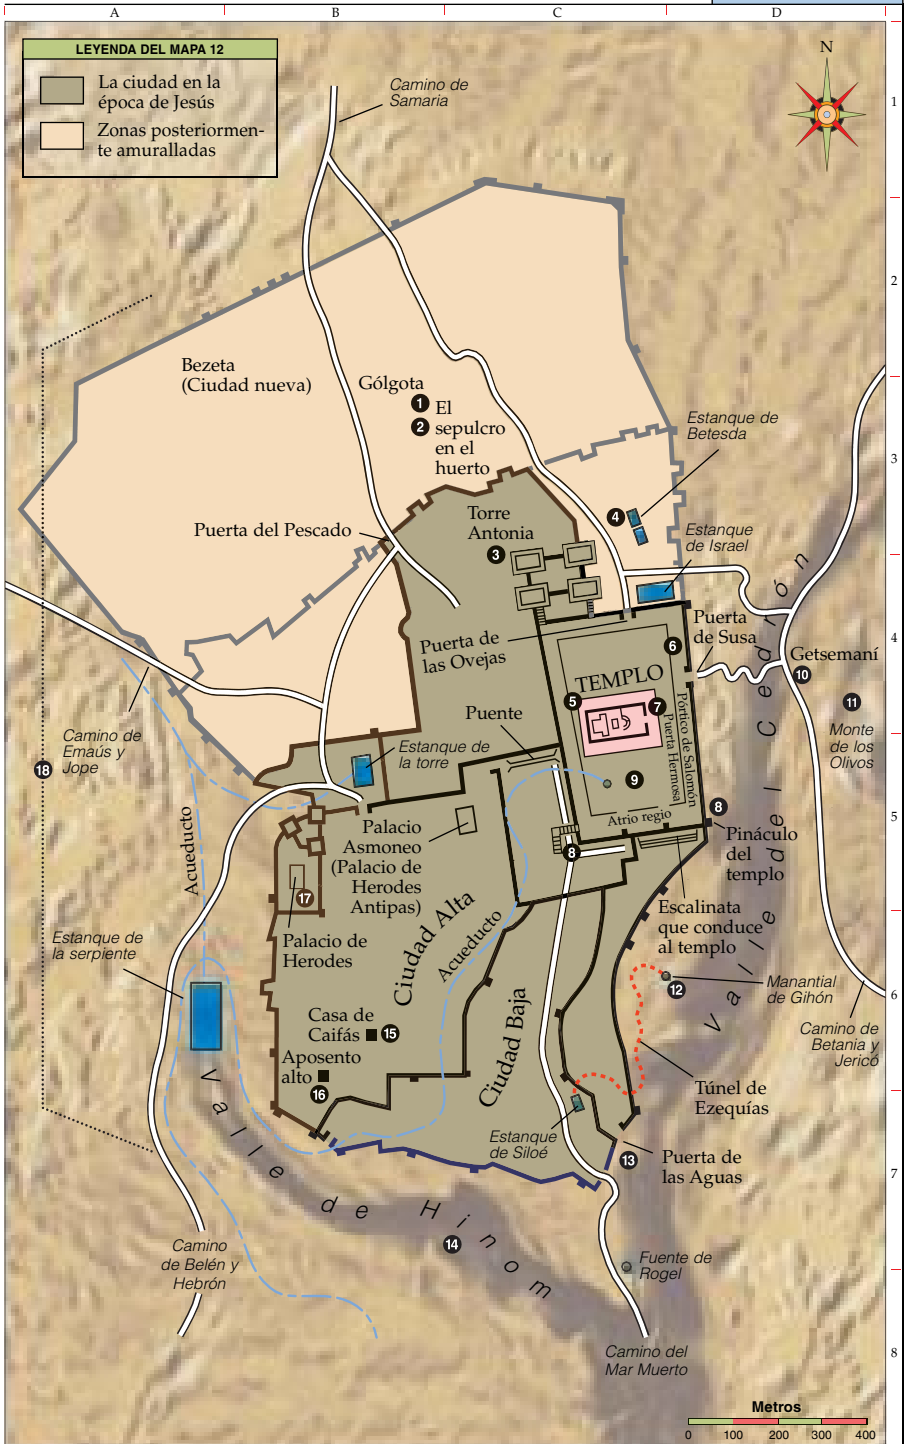 A
B
C
D
LEYENDA DEL MAPA 12
La ciudad en la
época de Jesús
Zonas posteriormen-
te amuralladas
Camino de
Samaria
N
1
2
Bezeta
(Ciudad nueva)
Gólgota
1
El
2
sepulcro
en el
huerto
Estanque de
Betesda
3
Puerta del Pescado
Torre
Antonia
3
4
Estanque
de Israel
Puerta de
las Ovejas
Puerta
de Susa
4
6
Getsemaní
10
TEMPLO
5
7
11
Monte
de los
Olivos
Puente
Pórtico de Salomón
Puerta Hermosa
Camino de
Emaús y
Jope
18
Estanque de
la torre
9
Atrio regio
8
Pináculo
del
templo
5
Palacio
Asmoneo
(Palacio de
Herodes
Antipas)
8
Acueducto
17
Palacio de
Herodes
Ciudad Alta
Acueducto
Escalinata
que conduce
al templo
Valle del Cedrón
Estanque de
la serpiente
Manantial
de Gihón
12
6
Camino de
Betania y
Jericó
Casa de
Caifás
15
Aposento
alto
16
Ciudad Baja
Túnel de
Ezequías
Estanque
de Siloé
13
Puerta de
las Aguas
7
Valle de Hinom
14
Camino
de Belén y
Hebrón
Fuente de
Rogel
Camino del
Mar Muerto
8
Metros
0 100 200 300 400